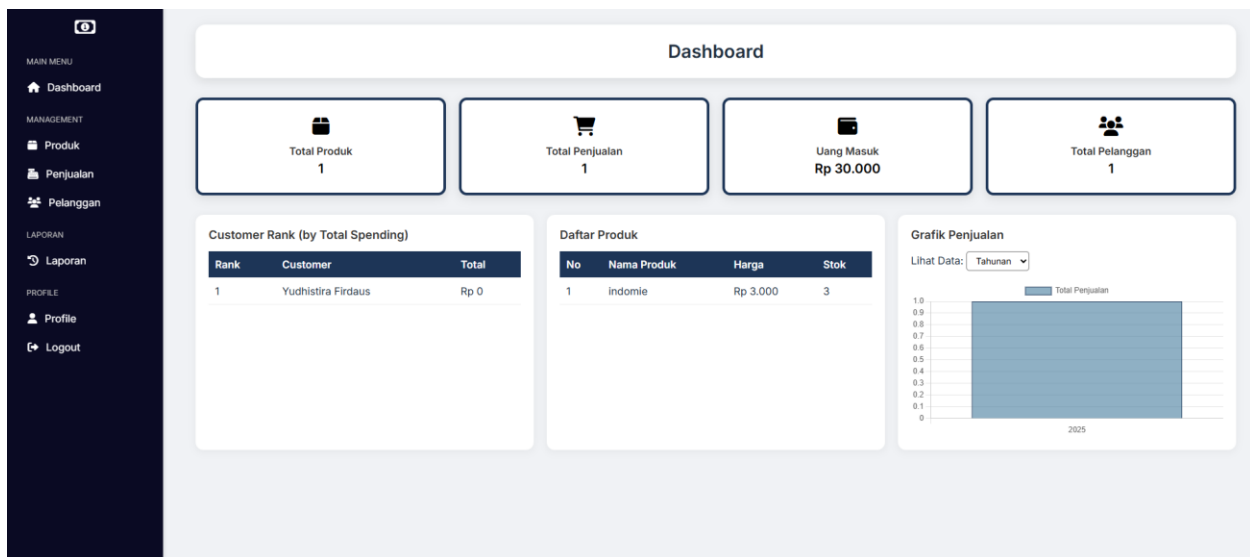 MAIN MENU
Dashboard
MANAGEMENT
Produk
Penjualan
Pelanggan
LAPORAN
Laporan
PROFILE
Profile
Logout
Dashboard
Total Produk
1
Total Penjualan
1
Uang Masuk
Rp 30.000
Total Pelanggan
1
Customer Rank (by Total Spending)
Rank Customer Total
1 Yudhistira Firdaus Rp 0
Daftar Produk
No Nama Produk Harga Stok
1 indomie Rp 3.000 3
Grafik Penjualan
Lihat Data: Tahunan
Total Penjualan
1.0
0.9
0.8
0.7
0.6
0.5
0.4
0.3
0.2
0.1
0
2025